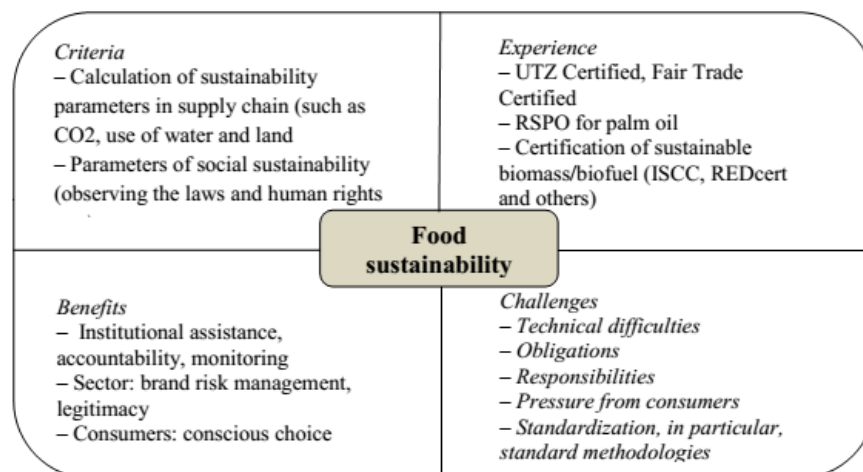 Criteria
– Calculation of sustainability
parameters in supply chain (such as
CO2, use of water and land
– Parameters of social sustainability
(observing the laws and human rights
Experience
– UTZ Certified, Fair Trade
Certified
– RSPO for palm oil
– Certification of sustainable
biomass/biofuel (ISCC, REDcert
and others)
Food
sustainability
Benefits
– Institutional assistance,
accountability, monitoring
– Sector: brand risk management,
legitimacy
– Consumers: conscious choice
Challenges
– Technical difficulties
– Obligations
– Responsibilities
– Pressure from consumers
– Standardization, in particular,
standard methodologies